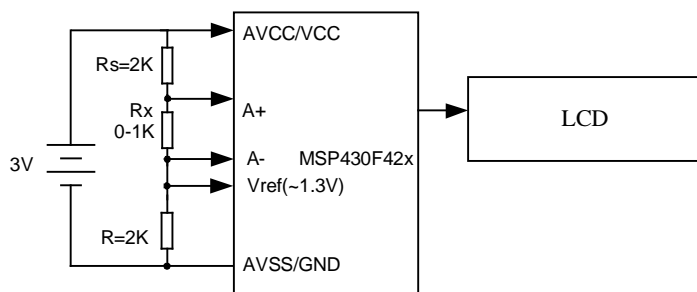 AVCC/VCC
Rs=2K
Rx
0-1K
A+
LCD
3V
A-
MSP430F42x
Vref(~1.3V)
R=2K
AVSS/GND